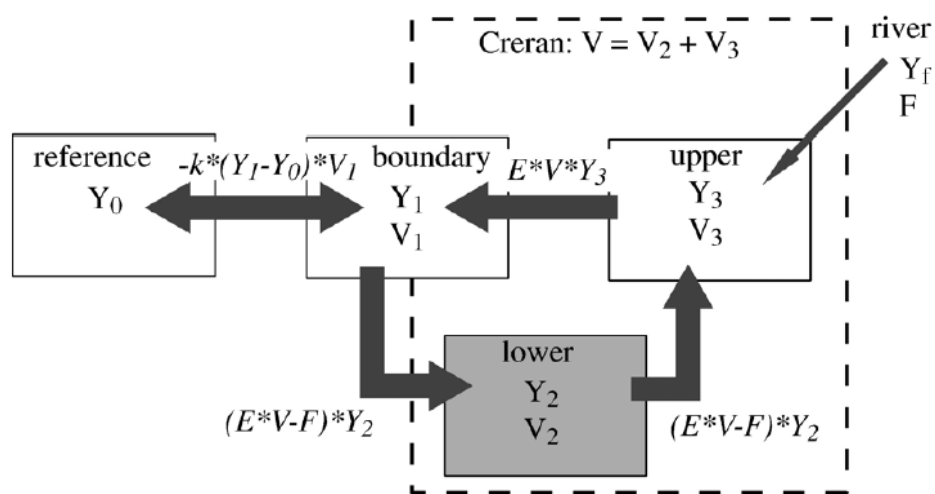 Creran: V = V₂ + V₃
river
Y_f
F
reference
Y₀
-k*(Y₁-Y₀)*V₁
boundary
Y₁
V₁
E*V*Y₃
upper
Y₃
V₃
lower
Y₂
V₂
(E*V-F)*Y₂
(E*V-F)*Y₂